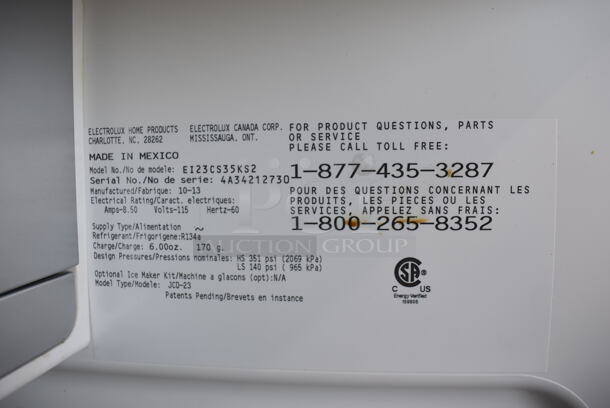 ELECTROLUX HOME PRODUCTS
CHARLOTTE, NC, 28262
ELECTROLUX CANADA CORP.
MISSISSAUGA, ONT.
FOR PRODUCT QUESTIONS, PARTS
OR SERVICE
PLEASE CALL TOLL FREE:
1-877-435-3287
POUR DES QUESTIONS CONCERNANT LES
PRODUITS, LES PIECES OU LES
SERVICES, APPELEZ SANS FRAIS:
1-800-265-8352
MADE IN MEXICO
Model No./No de modele: EI23CS35KS2
Serial No./No de serie: 4A34212730
Manufactured/Fabrique: 10-13
Electrical Rating/Caract. electriques:
Amps-8.50 Volts-115 Hertz-60
Supply Type/Alimentation ~
Refrigerant/Frigorigene:R134a
Charge/Charge: 6.00oz. 170 g.
Design Pressures/Pressions nominales: HS 351 psi (2069 kPa)
LS 140 psi ( 965 kPa)
Optional Ice Maker Kit/Machine a glacons (opt):N/A
Model Type/Modele: JCD-23
Patents Pending/Brevets en instance
CSA
C US
Energy Verified
AUCTION GROUP